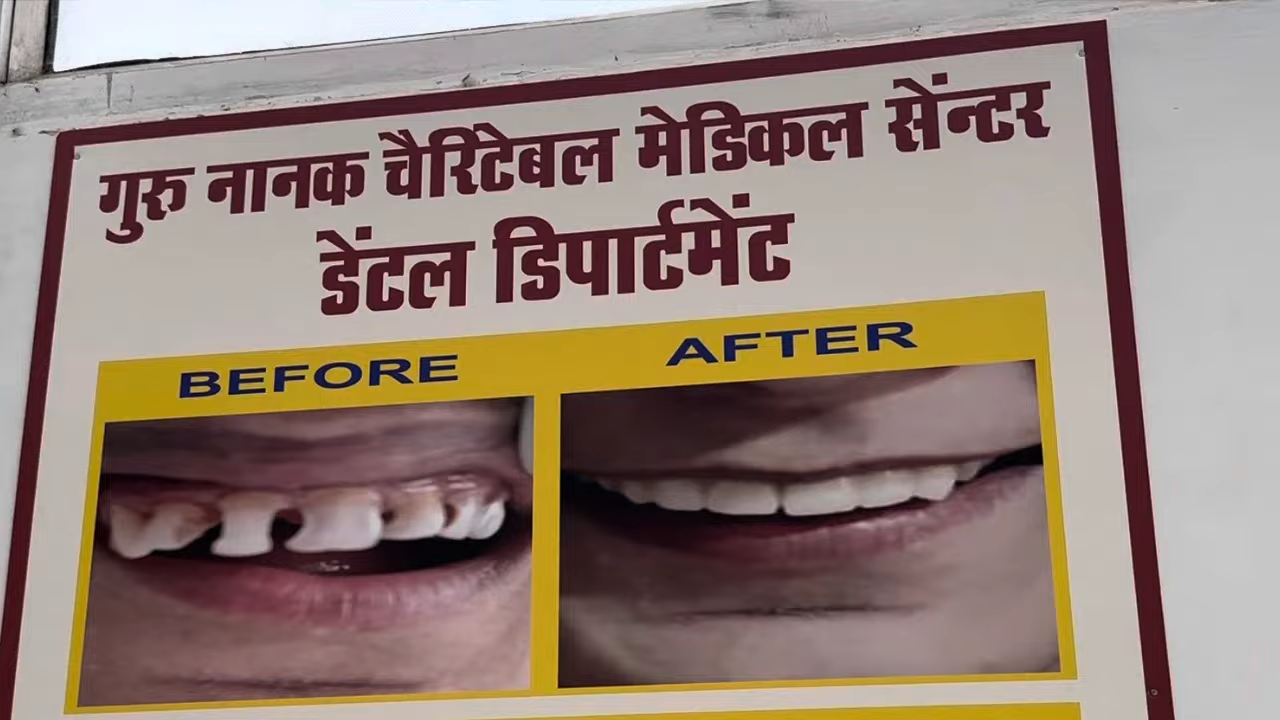 गुरु नानक चैरिटेबल मेडिकल सेंन्टर
डेंटल डिपार्टमेंट
BEFORE
AFTER